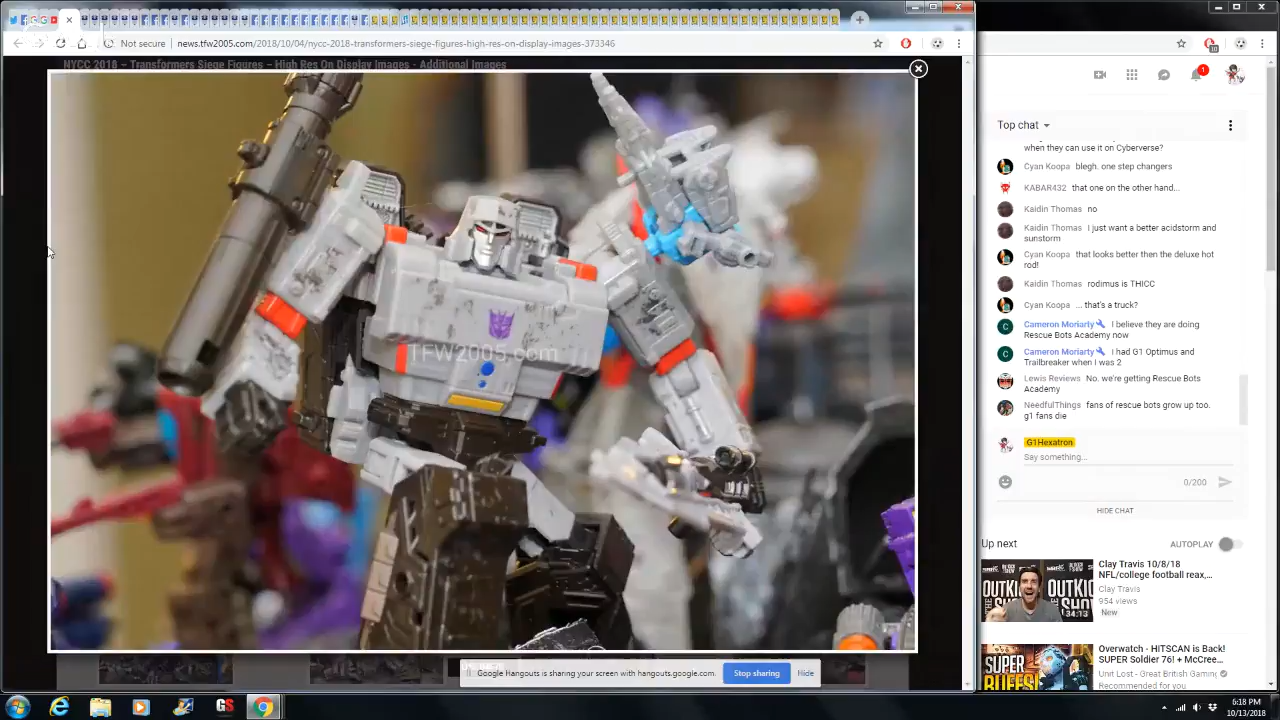 Not secure
news.tfw2005.com/2018/10/04/nycc-2018-transformers-siege-figures-high-res-on-display-images-373346
NYCC 2018 – Transformers Siege Figures – High Res On Display Images - Additional Images
TFW2005.com
Google Hangouts is sharing your screen with hangouts.google.com.
Stop sharing
Hide
1
Top chat
when they can use it on Cyberverse?
Cyan Koopa blegh. one step changers
KABAR432 that one on the other hand...
Kaidin Thomas no
Kaidin Thomas I just want a better acidstorm and
sunstorm
Cyan Koopa that looks better then the deluxe hot
rod!
Kaidin Thomas rodimus is THICC
Cyan Koopa ... that's a truck?
Cameron Moriarty I believe they are doing
Rescue Bots Academy now
Cameron Moriarty I had G1 Optimus and
Trailbreaker when I was 2
Lewis Reviews No. we're getting Rescue Bots
Academy
NeedfulThings fans of rescue bots grow up too.
g1 fans die
G1Hexatron
Say something...
0/200
HIDE CHAT
Up next
AUTOPLAY
Clay Travis 10/8/18
NFL/college football reax,...
Clay Travis
954 views
New
34:13
Overwatch - HITSCAN is Back!
SUPER Soldier 76! + McCree...
Unit Lost - Great British Gaming
Recommended for you
SUPER
BUFFS!
GS
6:18 PM
10/13/2018